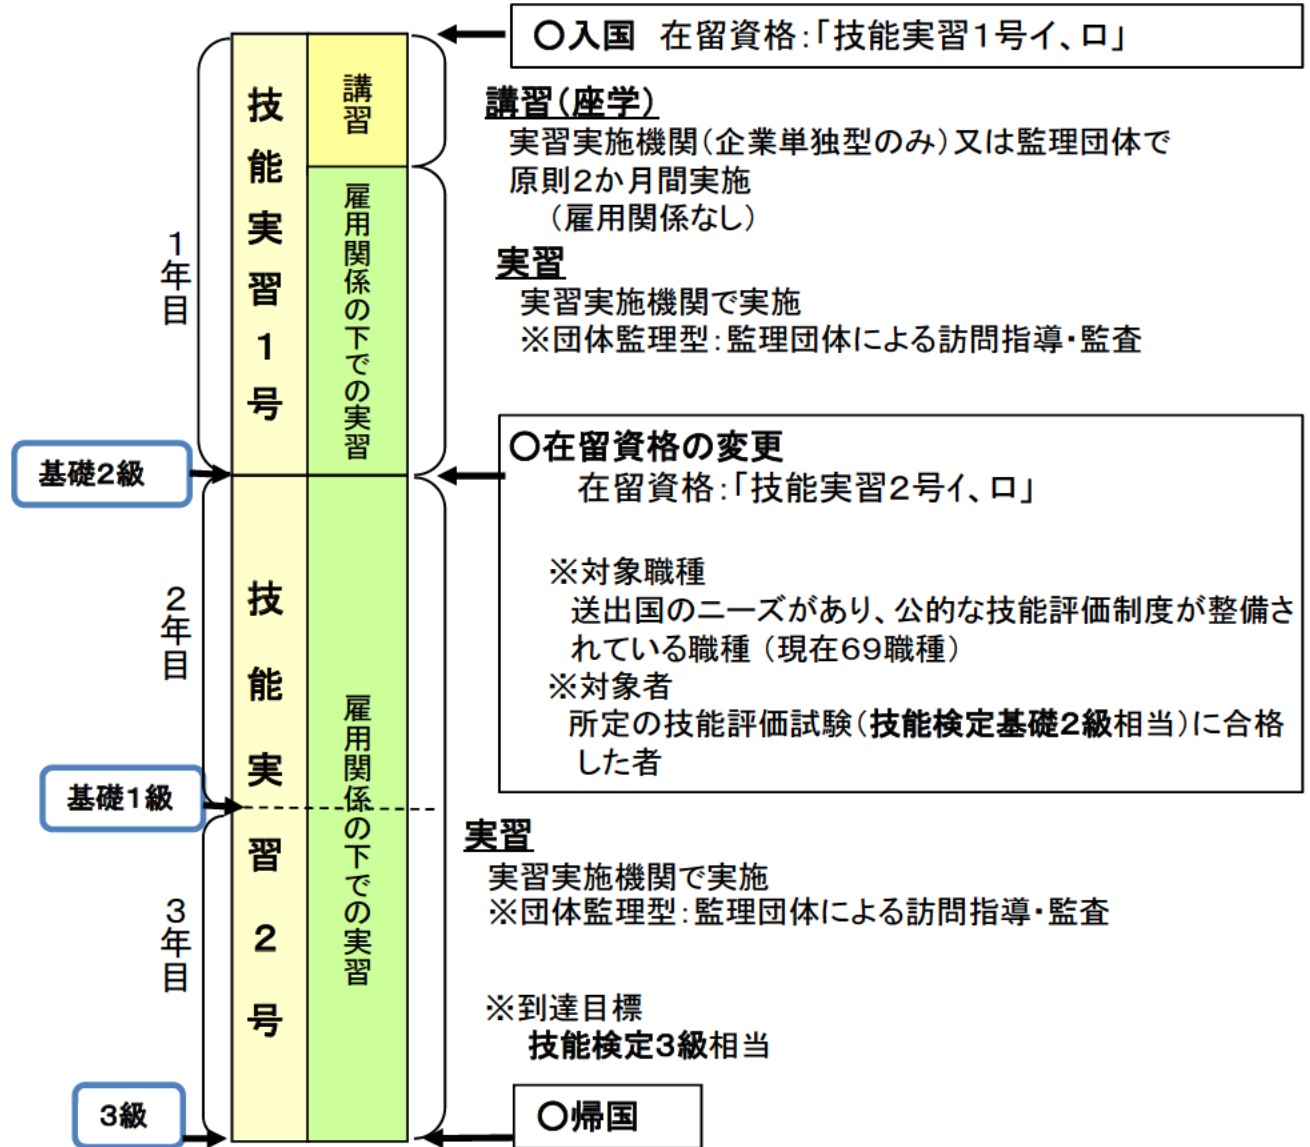 ○入国　在留資格：「技能実習1号イ、ロ」
技能実習1号
講習
講習（座学）
実習実施機関（企業単独型のみ）又は監理団体で
原則2か月間実施
（雇用関係なし）
雇用関係の下での実習
1年目
実習
実習実施機関で実施
※団体監理型：監理団体による訪問指導・監査
基礎2級
○在留資格の変更
在留資格：「技能実習2号イ、ロ」
※対象職種
送出国のニーズがあり、公的な技能評価制度が整備さ
れている職種（現在69職種）
※対象者
所定の技能評価試験（技能検定基礎2級相当）に合格
した者
2年目
技能実習2号
雇用関係の下での実習
基礎1級
実習
実習実施機関で実施
※団体監理型：監理団体による訪問指導・監査
3年目
※到達目標
技能検定3級相当
3級
○帰国